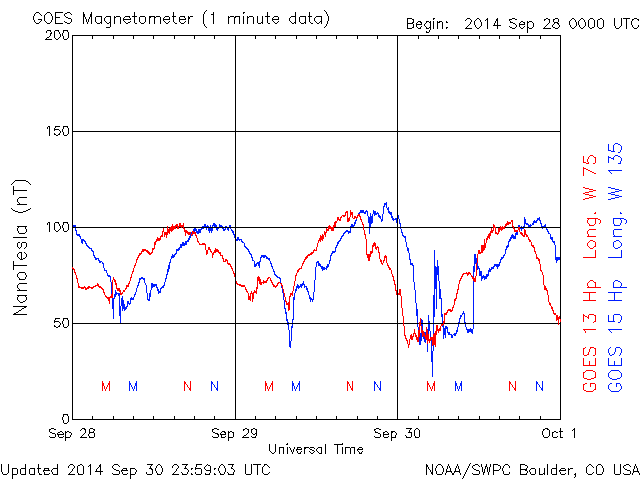 GOES Magnetometer (1 minute data)
Begin: 2014 Sep 28 0000 UTC
200
150
100
50
0
NanoTesla (nT)
M M N N M M N N M M N N
Sep 28 Sep 29 Sep 30 Oct 1
Universal Time
GOES 13 Hp Long. W 75
GOES 15 Hp Long. W 135
Updated 2014 Sep 30 23:59:03 UTC
NOAA/SWPC Boulder, CO USA